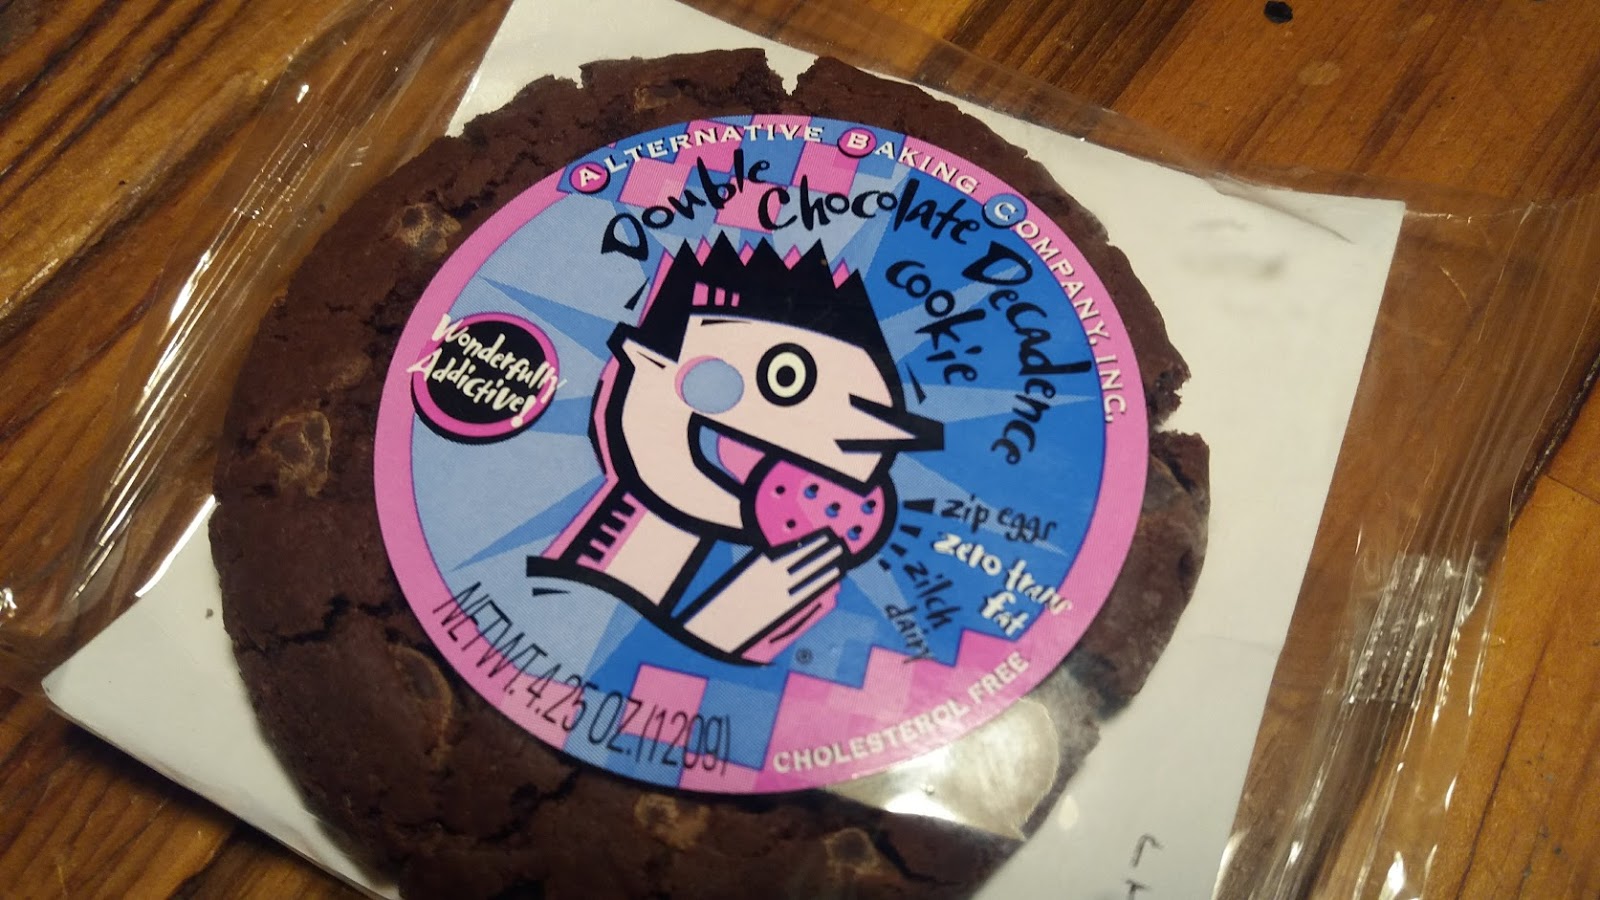 ALTERNATIVE BAKING COMPANY, INC.
Double Chocolate Decadence
cookie
Wonderfully
Addictive!
zip eggs
zero trans
fat
zilch
dairy
®
NET WT. 4.25 OZ. (120g)
CHOLESTEROL FREE